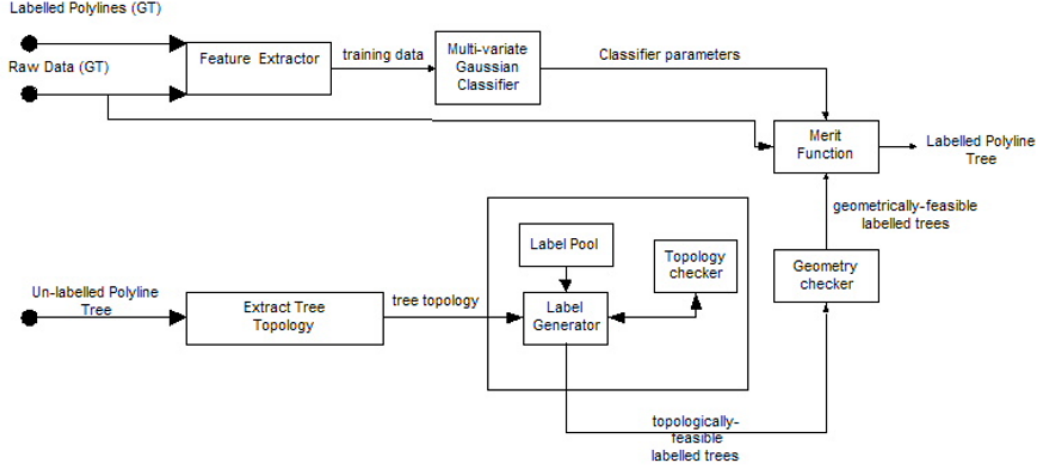 Labelled Polylines (GT)
Raw Data (GT)
Feature Extractor
training data
Multi-variate
Gaussian
Classifier
Classifier parameters
Merit
Function
Labelled Polyline
Tree
geometrically-feasible
labelled trees
Label Pool
Topology
checker
Geometry
checker
Un-labelled Polyline
Tree
Extract Tree
Topology
tree topology
Label
Generator
topologically-
feasible
labelled trees